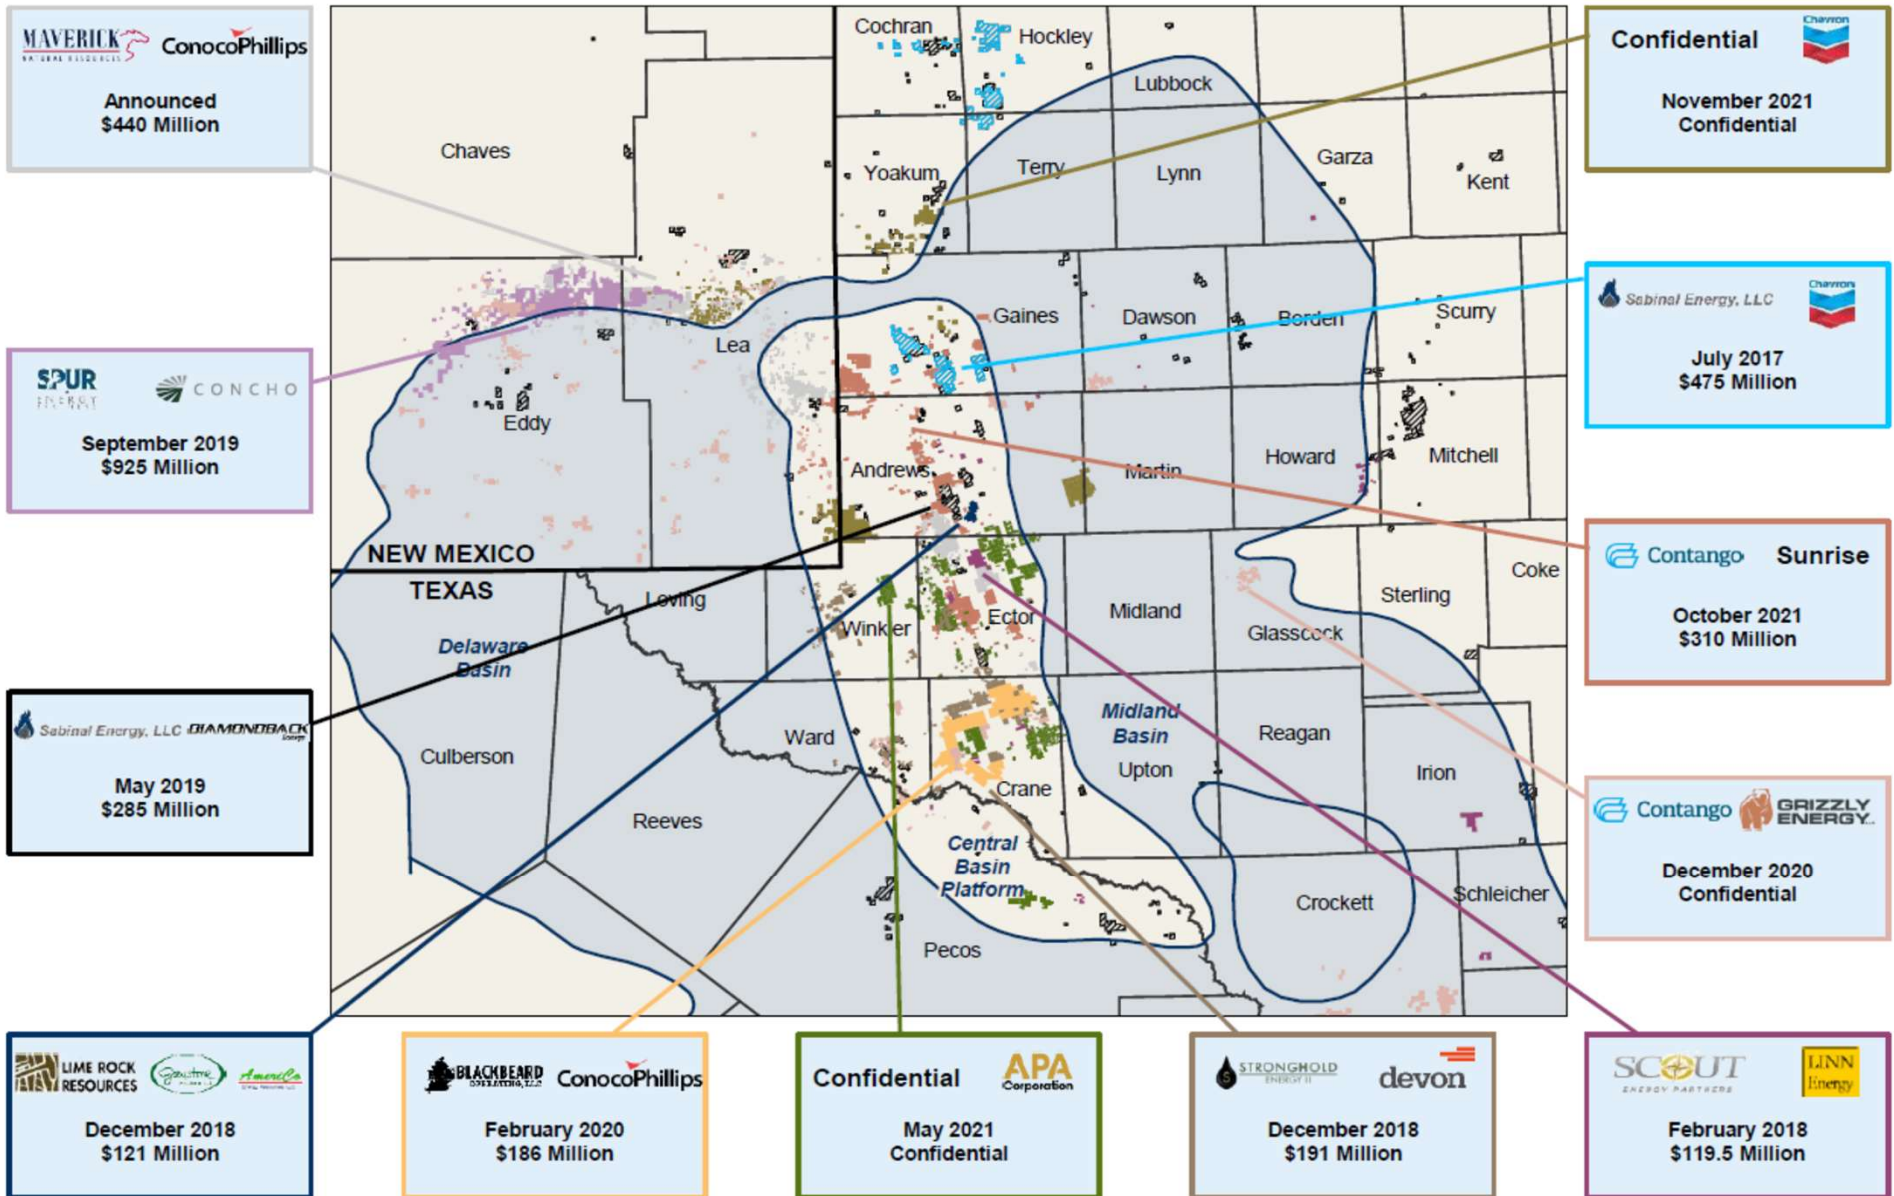 MAVERICK
NATURAL RESOURCES
ConocoPhillips
Announced
$440 Million
SPUR
ENERGY
CONCHO
September 2019
$925 Million
Sabinal Energy, LLC
DIAMONDBACK
Energy
May 2019
$285 Million
LIME ROCK
RESOURCES
December 2018
$121 Million
BLACKBEARD
OPERATING, LLC
ConocoPhillips
February 2020
$186 Million
Confidential
APA
Corporation
May 2021
Confidential
STRONGHOLD
ENERGY II
devon
December 2018
$191 Million
SCOUT
ENERGY PARTNERS
LINN
Energy
February 2018
$119.5 Million
Confidential
Chevron
November 2021
Confidential
Sabinal Energy, LLC
Chevron
July 2017
$475 Million
Contango
Sunrise
October 2021
$310 Million
Contango
GRIZZLY
ENERGY
December 2020
Confidential
Cochran
Hockley
Lubbock
Chaves
Yoakum
Terry
Lynn
Garza
Kent
Lea
Gaines
Dawson
Borden
Scurry
Eddy
Andrews
Martin
Howard
Mitchell
NEW MEXICO
TEXAS
Loving
Winkler
Ector
Midland
Glasscock
Sterling
Coke
Delaware
Basin
Culberson
Reeves
Ward
Crane
Midland
Basin
Upton
Reagan
Irion
Central
Basin
Platform
Pecos
Crockett
Schleicher